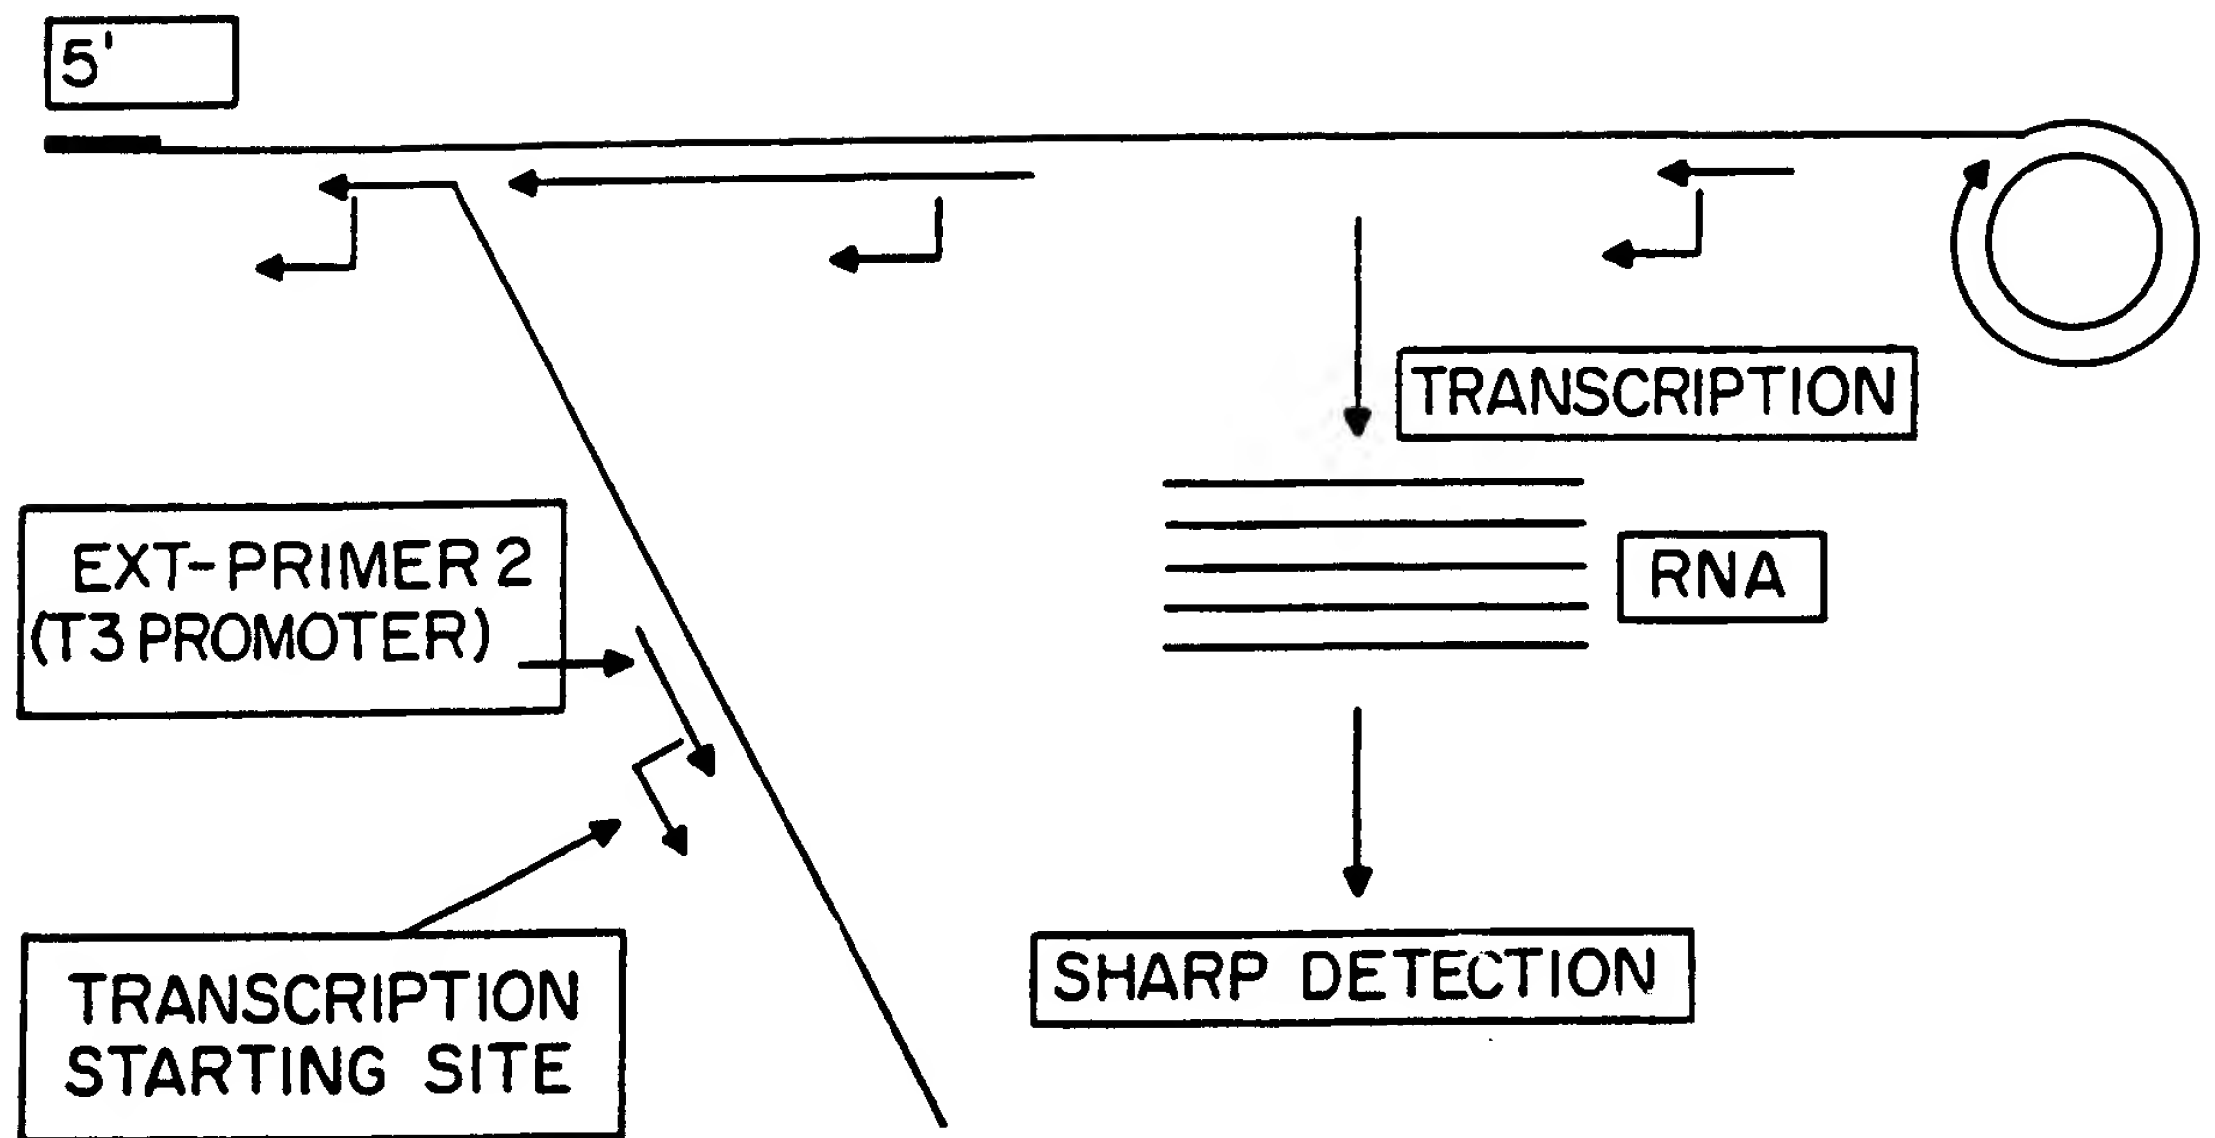 5'
TRANSCRIPTION
EXT-PRIMER 2
(T3 PROMOTER)
RNA
SHARP DETECTION
TRANSCRIPTION
STARTING SITE